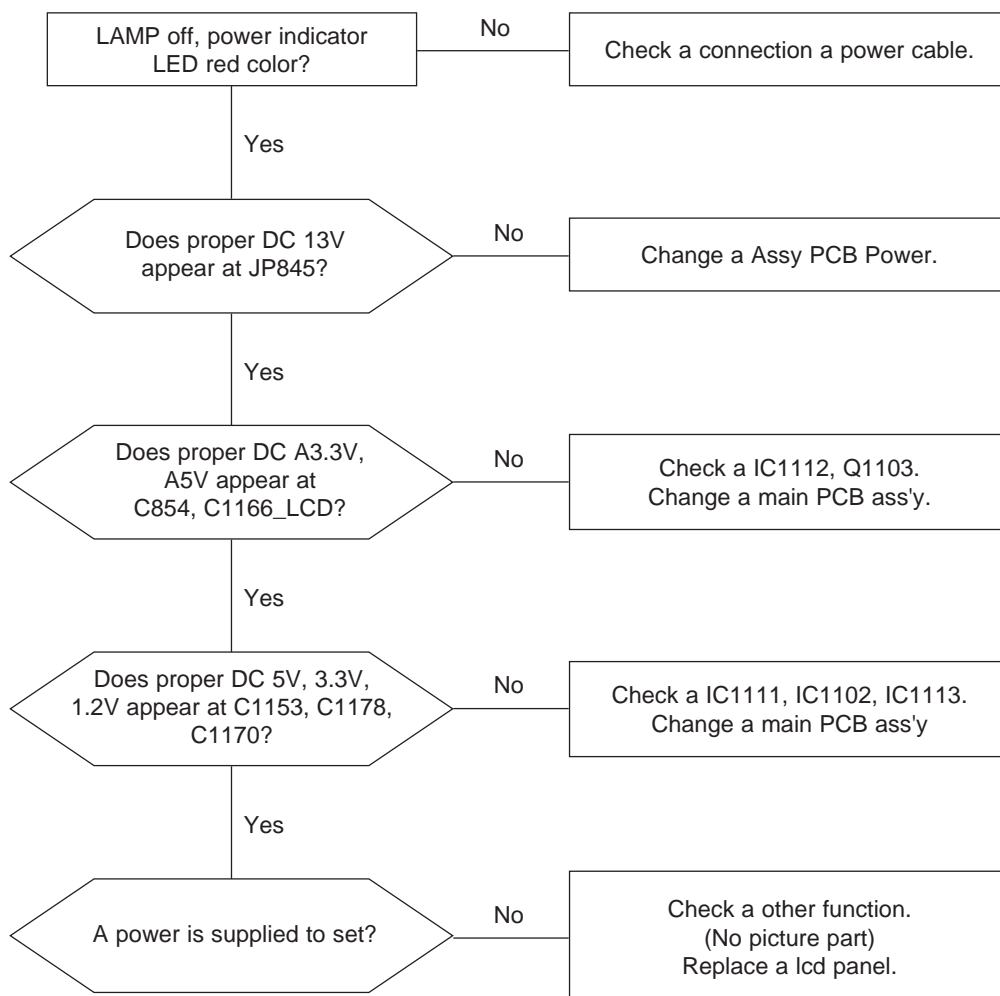 LAMP off, power indicator
LED red color?
No
Check a connection a power cable.
Yes
Does proper DC 13V
appear at JP845?
No
Change a Assy PCB Power.
Yes
Does proper DC A3.3V,
A5V appear at
C854, C1166_LCD?
No
Check a IC1112, Q1103.
Change a main PCB ass'y.
Yes
Does proper DC 5V, 3.3V,
1.2V appear at C1153, C1178,
C1170?
No
Check a IC1111, IC1102, IC1113.
Change a main PCB ass'y
Yes
A power is supplied to set?
No
Check a other function.
(No picture part)
Replace a lcd panel.